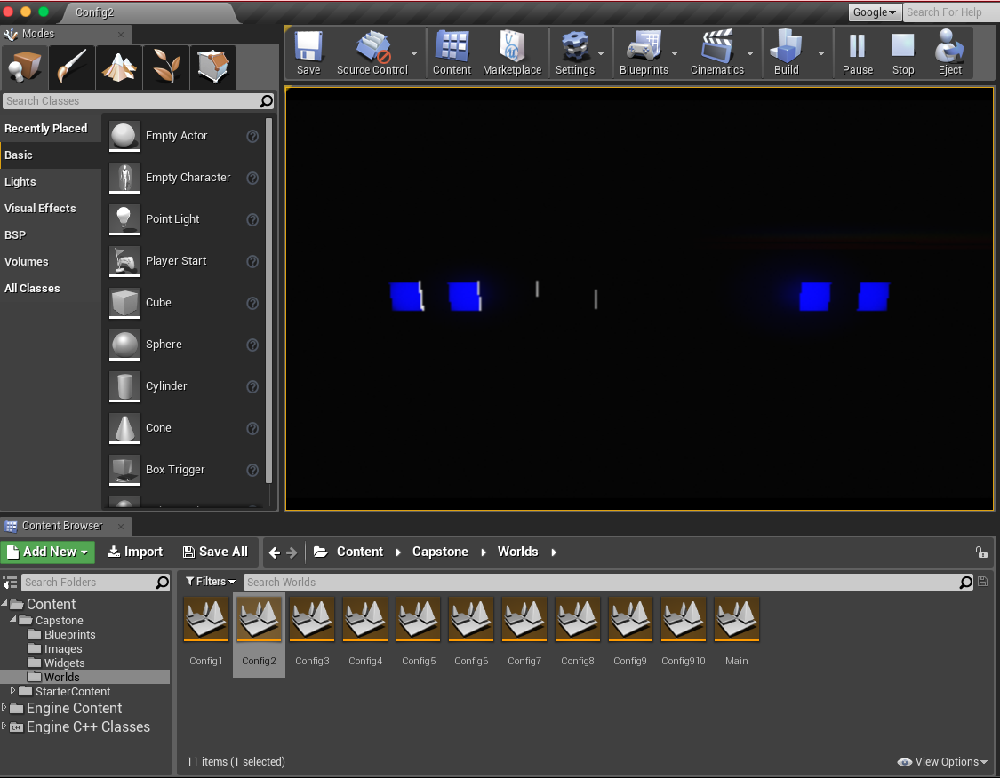 Config2
Google
Search For Help
Modes
Save
Source Control
Content
Marketplace
Settings
Blueprints
Cinematics
Build
Pause
Stop
Eject
Search Classes
Recently Placed
Basic
Lights
Visual Effects
BSP
Volumes
All Classes
Empty Actor
Empty Character
Point Light
Player Start
Cube
Sphere
Cylinder
Cone
Box Trigger
Content Browser
Add New
Import
Save All
Content
Capstone
Worlds
Search Folders
Filters
Search Worlds
Content
Capstone
Blueprints
Images
Widgets
Worlds
StarterContent
Engine Content
Engine C++ Classes
Config1
Config2
Config3
Config4
Config5
Config6
Config7
Config8
Config9
Config910
Main
11 items (1 selected)
View Options